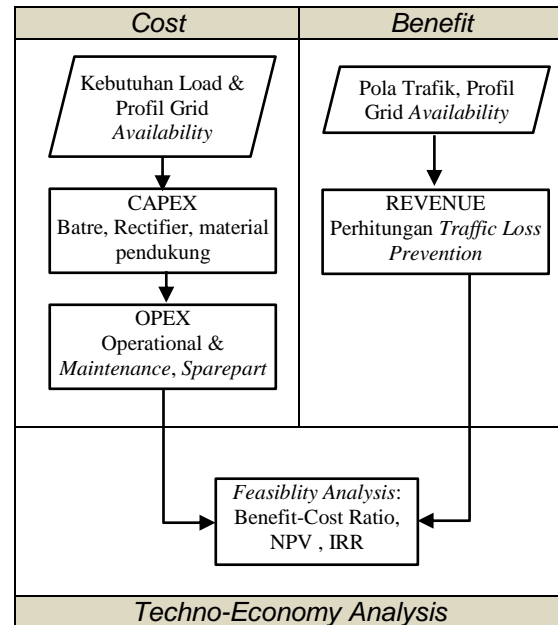 Cost
Benefit
Kebutuhan Load &
Profil Grid
Availability
Pola Trafik, Profil
Grid Availability
CAPEX
Batre, Rectifier, material
pendukung
REVENUE
Perhitungan Traffic Loss
Prevention
OPEX
Operational &
Maintenance, Sparepart
Feasiblity Analysis:
Benefit-Cost Ratio,
NPV , IRR
Techno-Economy Analysis